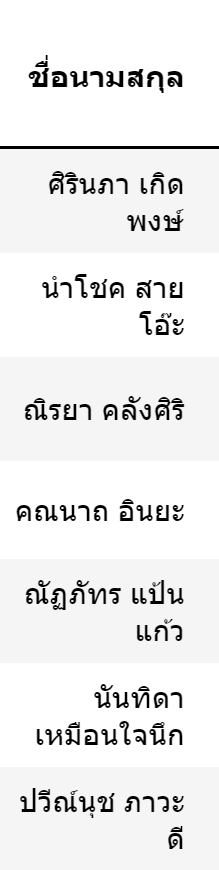 ชื่อนามสกุล
ศิรินภา เกิด
พงษ์
นำโชค สาย
โอ๊ะ
ณิรยา คลังศิริ
คณนาถ อินยะ
ณัฏภัทร แป้น
แก้ว
นันทิดา
เหมือนใจนึก
ปวีณ์นุช ภาวะ
ดี